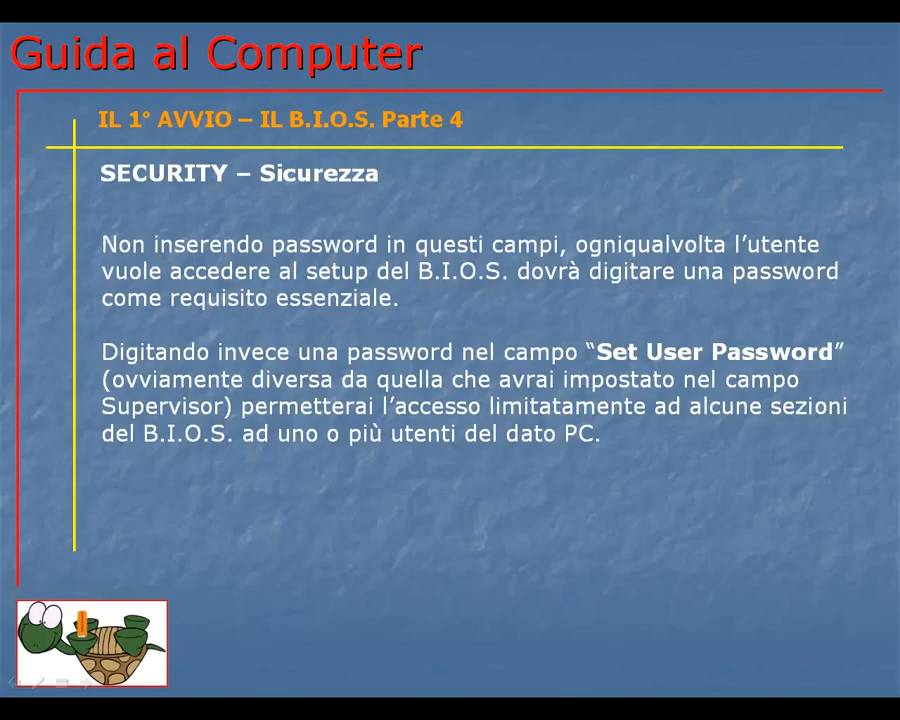 Guida al Computer
IL 1° AVVIO – IL B.I.O.S. Parte 4
SECURITY – Sicurezza
Non inserendo password in questi campi, ogniqualvolta l’utente
vuole accedere al setup del B.I.O.S. dovrà digitare una password
come requisito essenziale.
Digitando invece una password nel campo “Set User Password”
(ovviamente diversa da quella che avrai impostato nel campo
Supervisor) permetterai l’accesso limitatamente ad alcune sezioni
del B.I.O.S. ad uno o più utenti del dato PC.